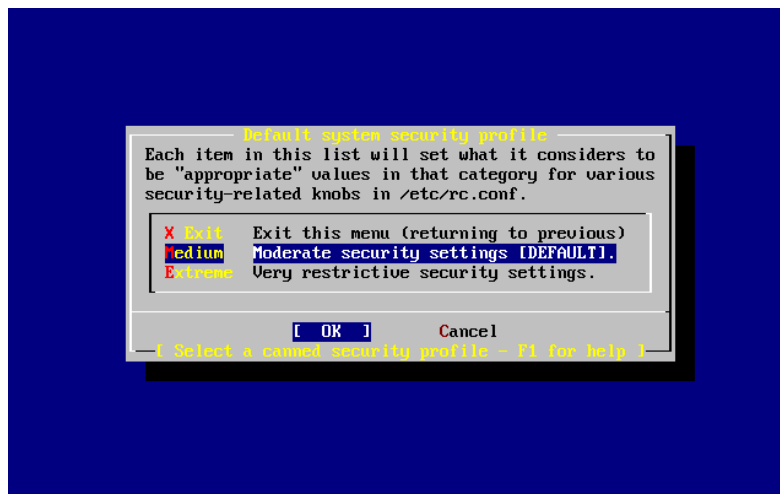 Default system security profile
Each item in this list will set what it considers to
be "appropriate" values in that category for various
security-related knobs in /etc/rc.conf.
X Exit Exit this menu (returning to previous)
Medium Moderate security settings [DEFAULT].
Extreme Very restrictive security settings.
[ OK ] Cancel
[ Select a canned security profile - F1 for help ]